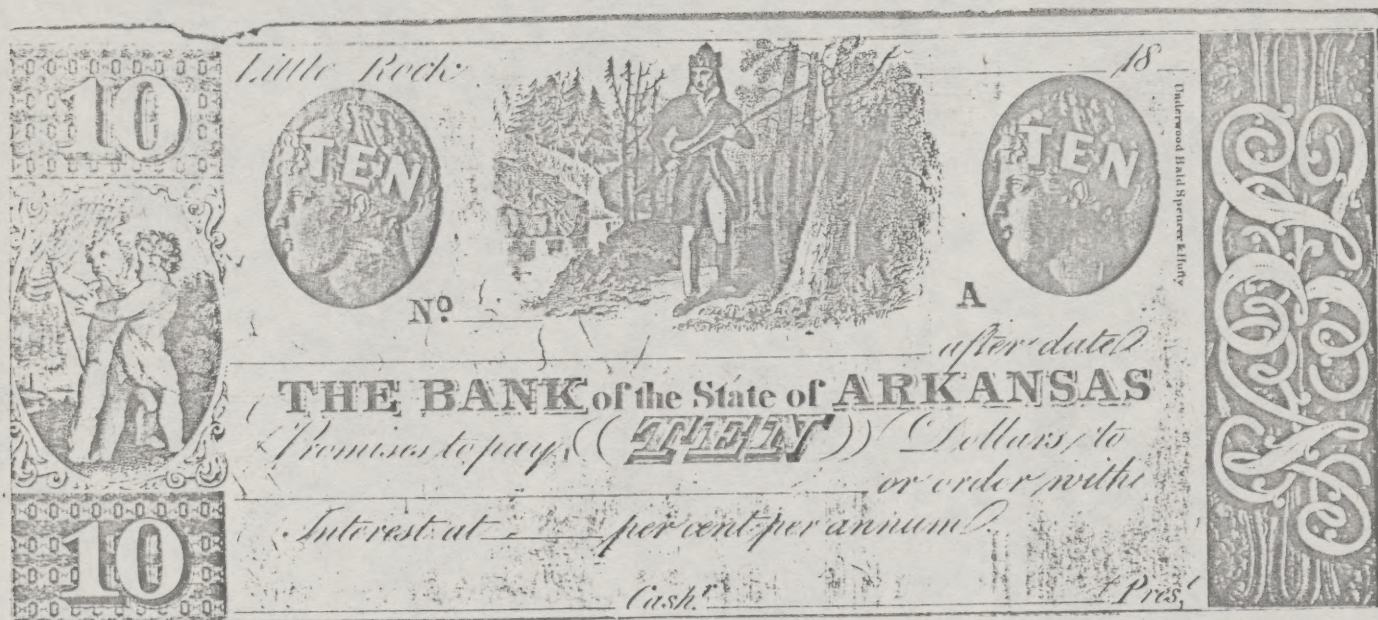 10
Little Rock 18
TEN
TEN
Underwood Bald Spencer & Hufty
No. A
after date
THE BANK of the State of ARKANSAS
Promises to pay TEN Dollars, to
or order, with
Interest at per cent per annum
10
Cash.r Pres.t
TEN